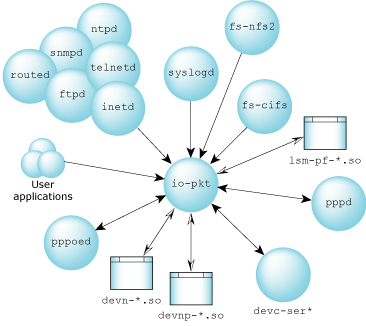 ntpd
fs-nfs2
snmpd
telnetd
routed
syslogd
ftpd
inetd
fs-cifs
lsm-pf-*.so
User
applications
io-pkt
pppd
pppoed
devn-*.so
devnp-*.so
devc-ser*